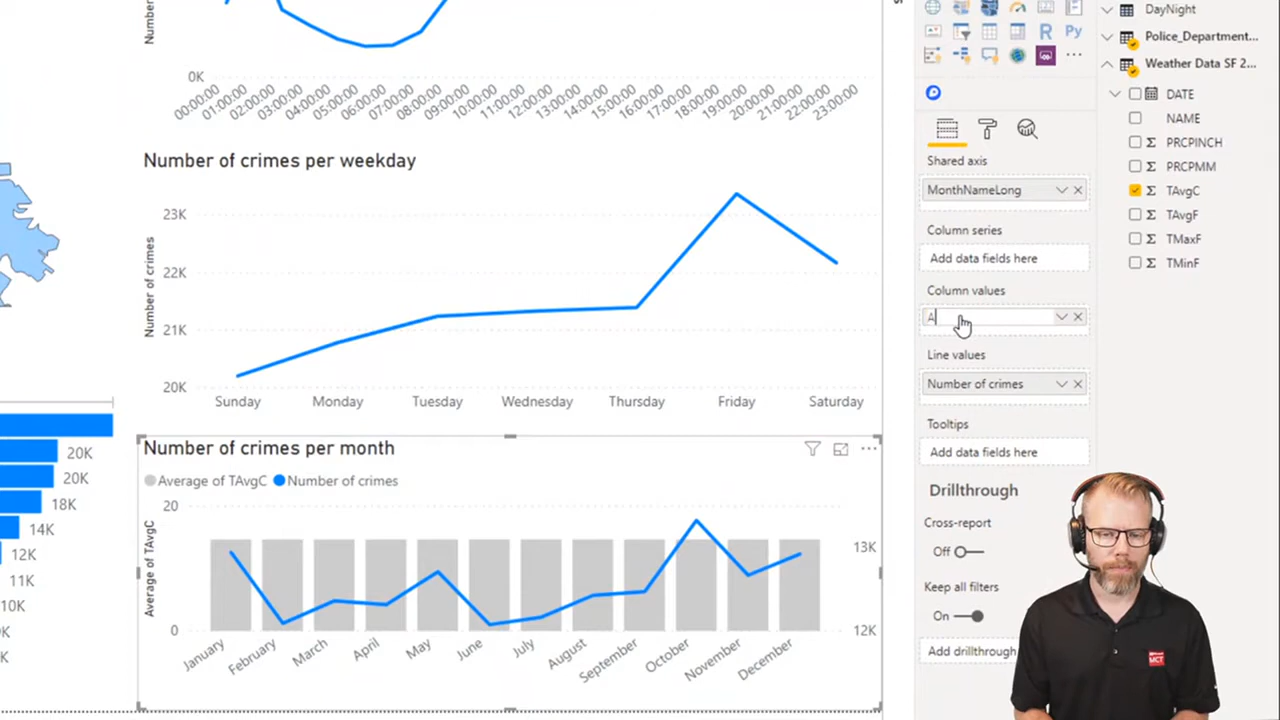 Number
0K
00:00:00
01:00:00
02:00:00
03:00:00
04:00:00
05:00:00
06:00:00
07:00:00
08:00:00
09:00:00
10:00:00
11:00:00
12:00:00
13:00:00
14:00:00
15:00:00
16:00:00
17:00:00
18:00:00
19:00:00
20:00:00
21:00:00
22:00:00
23:00:00
Number of crimes per weekday
Number of crimes
23K
22K
21K
20K
Sunday Monday Tuesday Wednesday Thursday Friday Saturday
20K
20K
18K
14K
12K
11K
10K
K
K
Number of crimes per month
Average of TAvgC Number of crimes
Average of TAvgC
20
0
13K
12K
January February March April May June July August September October November December
R Py
Shared axis
MonthNameLong
Column series
Add data fields here
Column values
A
Line values
Number of crimes
Tooltips
Add data fields here
Drillthrough
Cross-report
Off
Keep all filters
On
Add drillthrough
DayNight
Police_Department...
Weather Data SF 2...
DATE
NAME
PRCPINCH
PRCPMM
TAvgC
TAvgF
TMaxF
TMinF
MCT